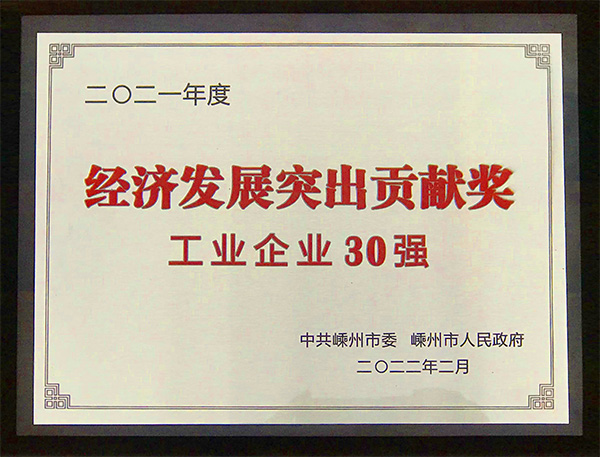 二〇二一年度
经济发展突出贡献奖
工业企业30强
中共嵊州市委 嵊州市人民政府
二〇二二年二月